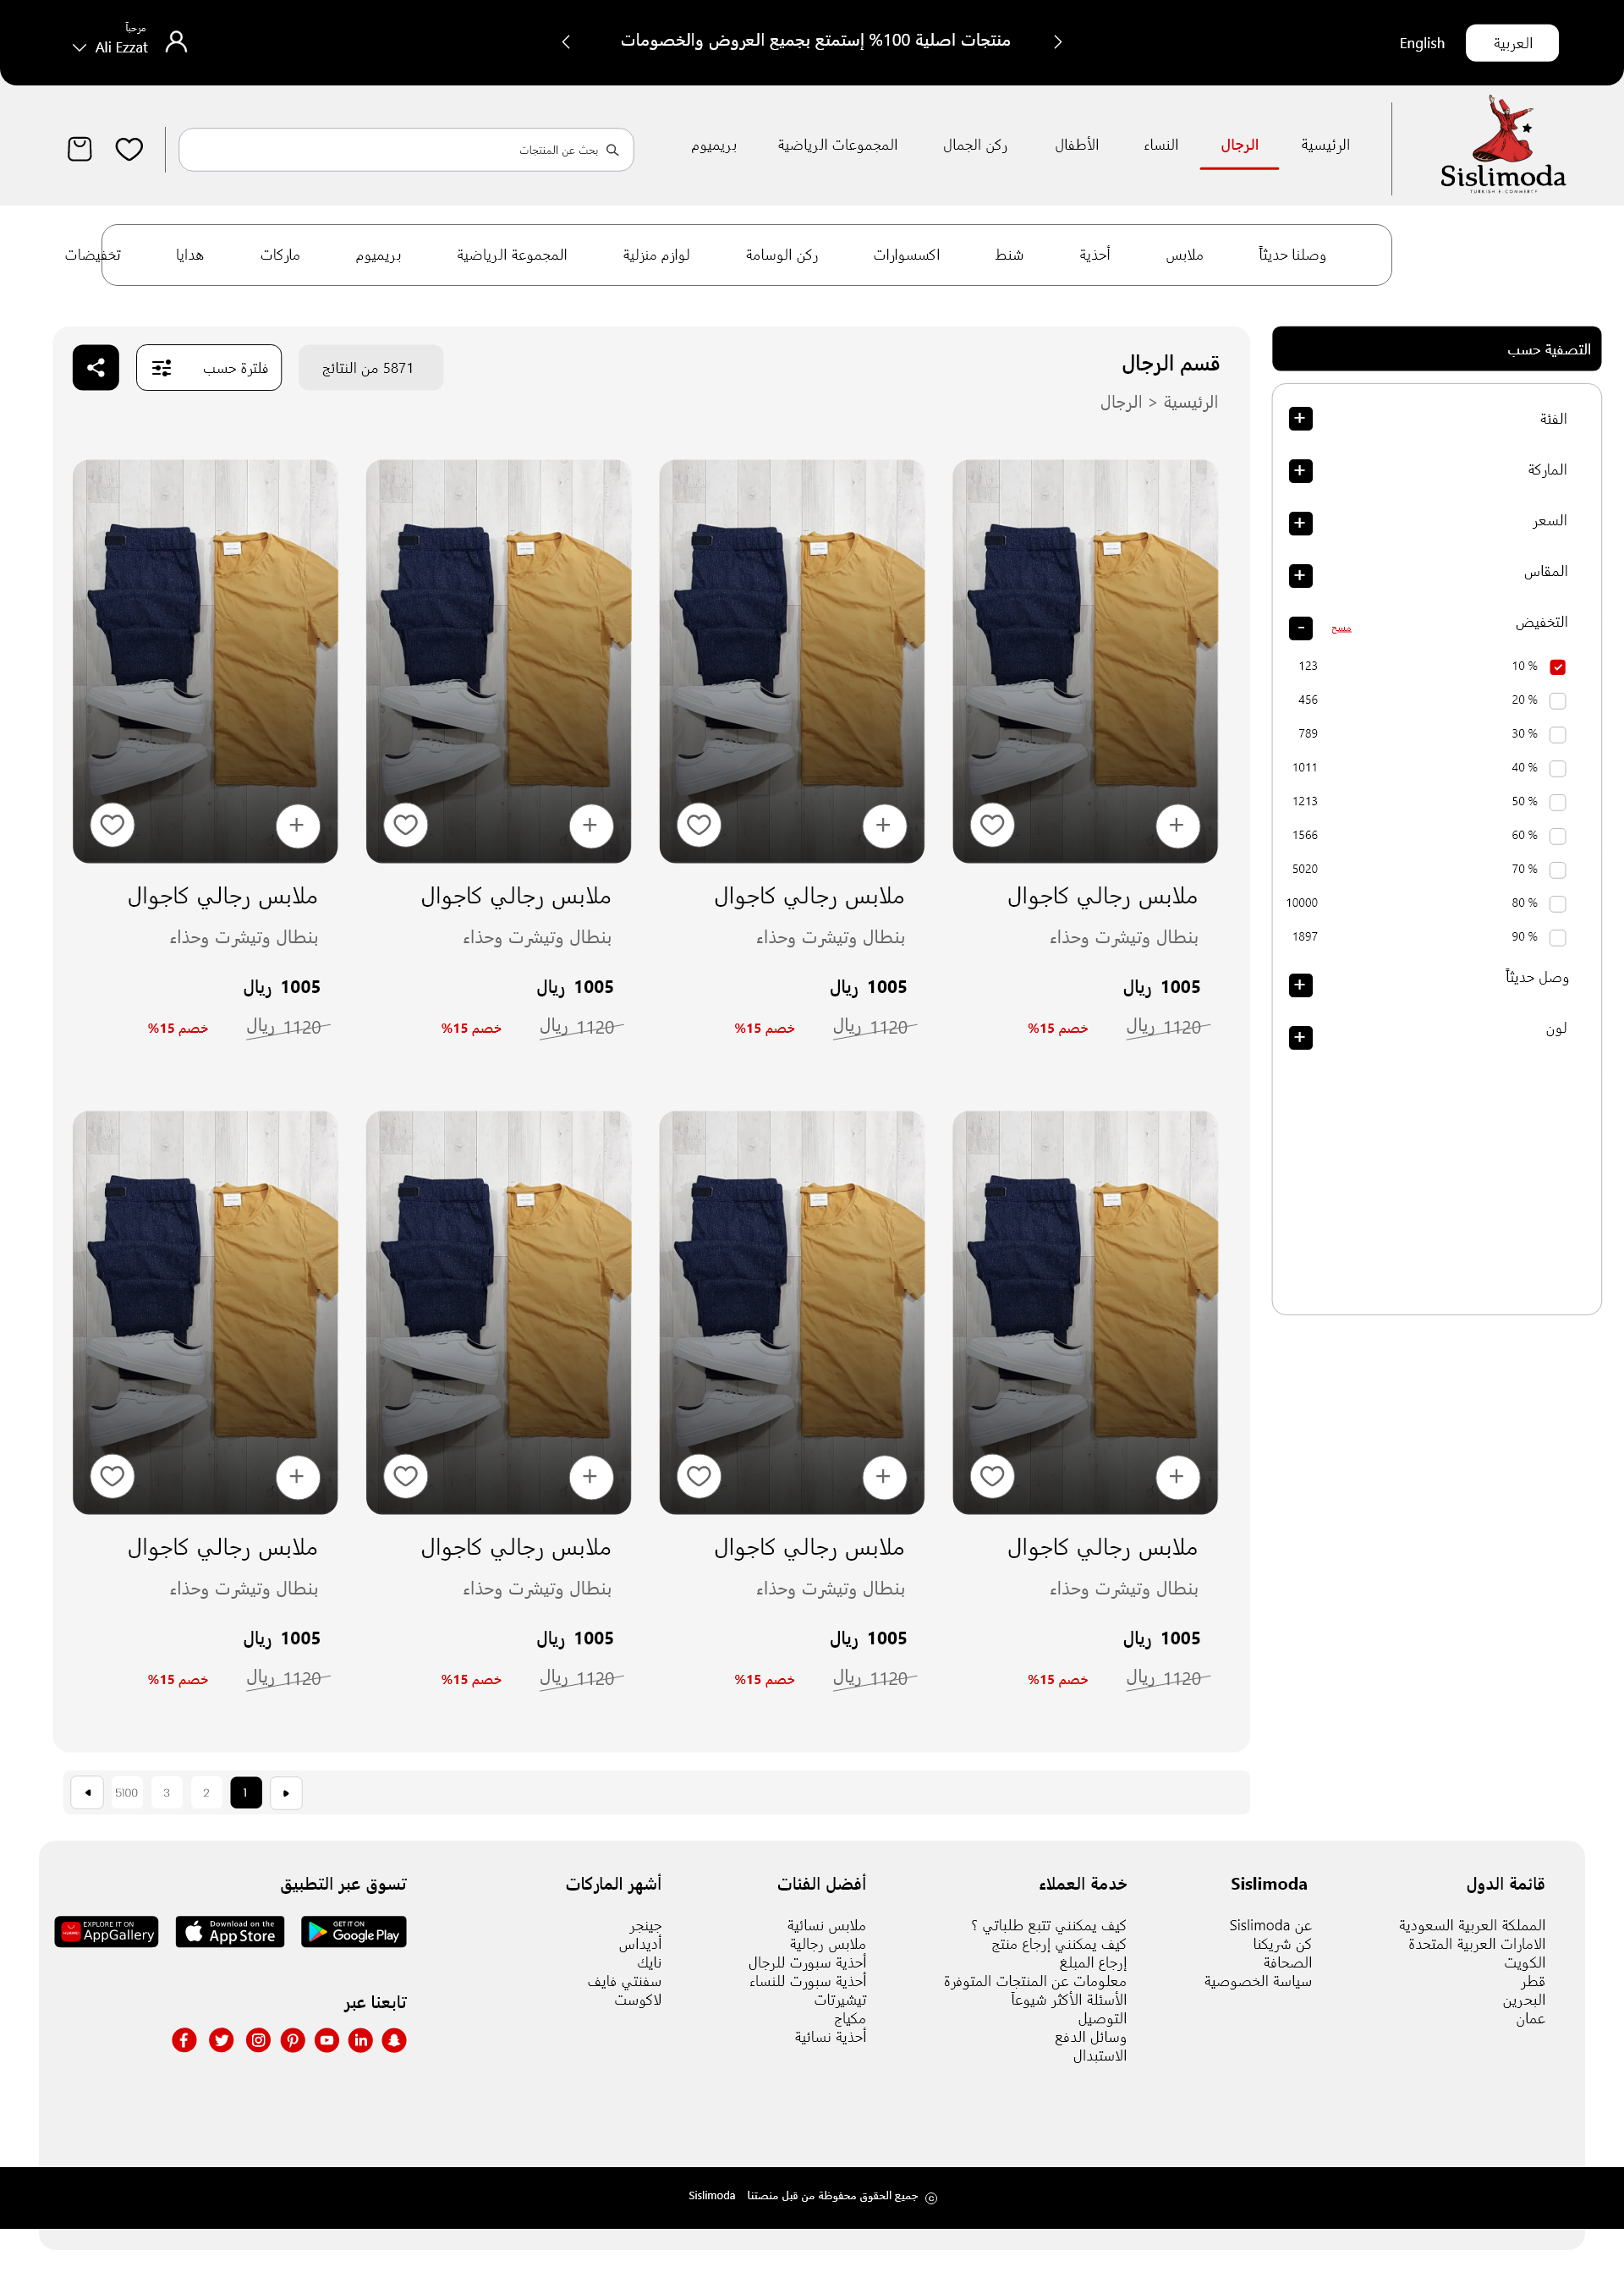 العربية
English
منتجات اصلية 100% إستمتع بجميع العروض والخصومات
مرحباً
Ali Ezzat
Sislimoda
TURKISH E-COMMERTY
الرئيسية
الرجال
النساء
الأطفال
ركن الجمال
المجموعات الرياضية
بريميوم
بحث عن المنتجات
وصلنا حديثاً
ملابس
أحذية
شنط
اكسسوارات
ركن الوسامة
لوازم منزلية
المجموعة الرياضية
بريميوم
ماركات
هدايا
تخفيضات
التصفية حسب
الفئة
الماركة
السعر
المقاس
التخفيض
مسح
10 % 123
20 % 456
30 % 789
40 % 1011
50 % 1213
60 % 1566
70 % 5020
80 % 10000
90 % 1897
وصل حديثاً
لون
قسم الرجال
الرئيسية > الرجال
5871 من النتائج
فلترة حسب
ملابس رجالي كاجوال
بنطال وتيشرت وحذاء
1005 ريال
1120 ريال
خصم 15%
ملابس رجالي كاجوال
بنطال وتيشرت وحذاء
1005 ريال
1120 ريال
خصم 15%
ملابس رجالي كاجوال
بنطال وتيشرت وحذاء
1005 ريال
1120 ريال
خصم 15%
ملابس رجالي كاجوال
بنطال وتيشرت وحذاء
1005 ريال
1120 ريال
خصم 15%
ملابس رجالي كاجوال
بنطال وتيشرت وحذاء
1005 ريال
1120 ريال
خصم 15%
ملابس رجالي كاجوال
بنطال وتيشرت وحذاء
1005 ريال
1120 ريال
خصم 15%
ملابس رجالي كاجوال
بنطال وتيشرت وحذاء
1005 ريال
1120 ريال
خصم 15%
ملابس رجالي كاجوال
بنطال وتيشرت وحذاء
1005 ريال
1120 ريال
خصم 15%
1
2
3
5100
قائمة الدول
المملكة العربية السعودية
الامارات العربية المتحدة
الكويت
قطر
البحرين
عمان
Sislimoda
عن Sislimoda
كن شريكنا
الصحافة
سياسة الخصوصية
خدمة العملاء
كيف يمكنني تتبع طلباتي ؟
كيف يمكنني إرجاع منتج
إرجاع المبلغ
معلومات عن المنتجات المتوفرة
الأسئلة الأكثر شيوعاً
التوصيل
وسائل الدفع
الاستبدال
أفضل الفئات
ملابس نسائية
ملابس رجالية
أحذية سبورت للرجال
أحذية سبورت للنساء
تيشيرتات
مكياج
أحذية نسائية
أشهر الماركات
جينجر
أديداس
نايك
سفنتي فايف
لاكوست
تسوق عبر التطبيق
GET IT ON
Google Play
Download on the
App Store
EXPLORE IT ON
AppGallery
تابعنا عبر
© جميع الحقوق محفوظة من قبل منصتنا Sislimoda